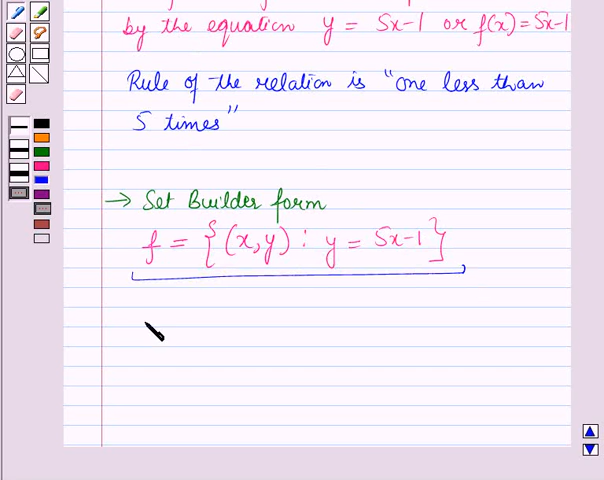 by the equation y = 5x-1 or f(x) = 5x-1
Rule of the relation is "one less than
5 times"
→ Set Builder form
f = {(x,y) : y = 5x-1}